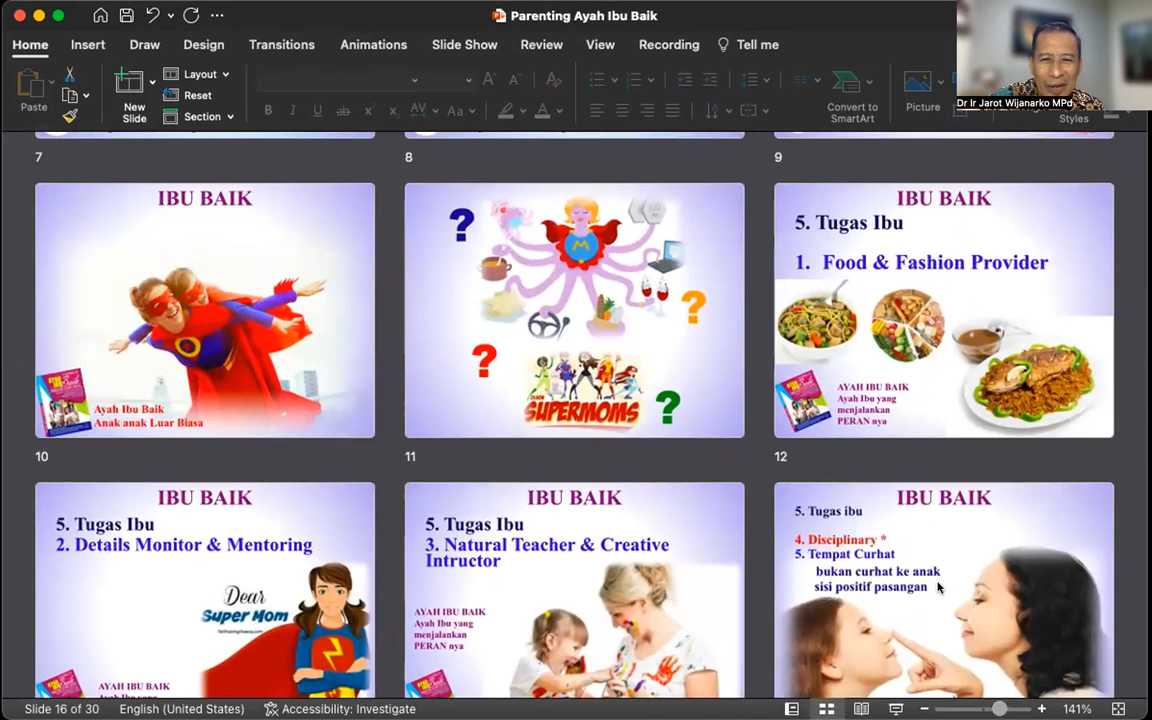 Parenting Ayah Ibu Baik
Home Insert Draw Design Transitions Animations Slide Show Review View Recording Tell me
Dr Ir Jarot Wijanarko MPd
Paste
New
Slide
Layout
Reset
Section
B I U ab x AV Aa A
Convert to
SmartArt
Picture
Styles
7 8 9
IBU BAIK
Ayah Ibu Baik
Anak anak Luar Biasa
10
? M ?
? SUPERMOMS ?
11
IBU BAIK
5. Tugas Ibu
1. Food & Fashion Provider
AYAH IBU BAIK
Ayah Ibu yang
menjalankan
PERAN nya
12
IBU BAIK
5. Tugas Ibu
2. Details Monitor & Mentoring
Dear
Super Mom
AYAH IBU BAIK
IBU BAIK
5. Tugas Ibu
3. Natural Teacher & Creative
Intructor
AYAH IBU BAIK
Ayah Ibu yang
menjalankan
PERAN nya
IBU BAIK
5. Tugas ibu
4. Disciplinary *
5. Tempat Curhat
bukan curhat ke anak
sisi positif pasangan
Slide 16 of 30 English (United States) Accessibility: Investigate 141%